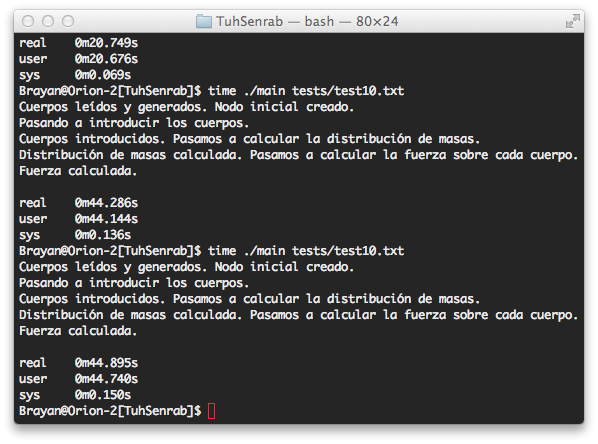 TuhSenrab — bash — 80×24
real    0m20.749s
user    0m20.676s
sys     0m0.069s
Brayan@Orion-2[TuhSenrab]$ time ./main tests/test10.txt
Cuerpos leídos y generados. Nodo inicial creado.
Pasando a introducir los cuerpos.
Cuerpos introducidos. Pasamos a calcular la distribución de masas.
Distribución de masas calculada. Pasamos a calcular la fuerza sobre cada cuerpo.
Fuerza calculada.
real    0m44.286s
user    0m44.144s
sys     0m0.136s
Brayan@Orion-2[TuhSenrab]$ time ./main tests/test10.txt
Cuerpos leídos y generados. Nodo inicial creado.
Pasando a introducir los cuerpos.
Cuerpos introducidos. Pasamos a calcular la distribución de masas.
Distribución de masas calculada. Pasamos a calcular la fuerza sobre cada cuerpo.
Fuerza calculada.
real    0m44.895s
user    0m44.740s
sys     0m0.150s
Brayan@Orion-2[TuhSenrab]$